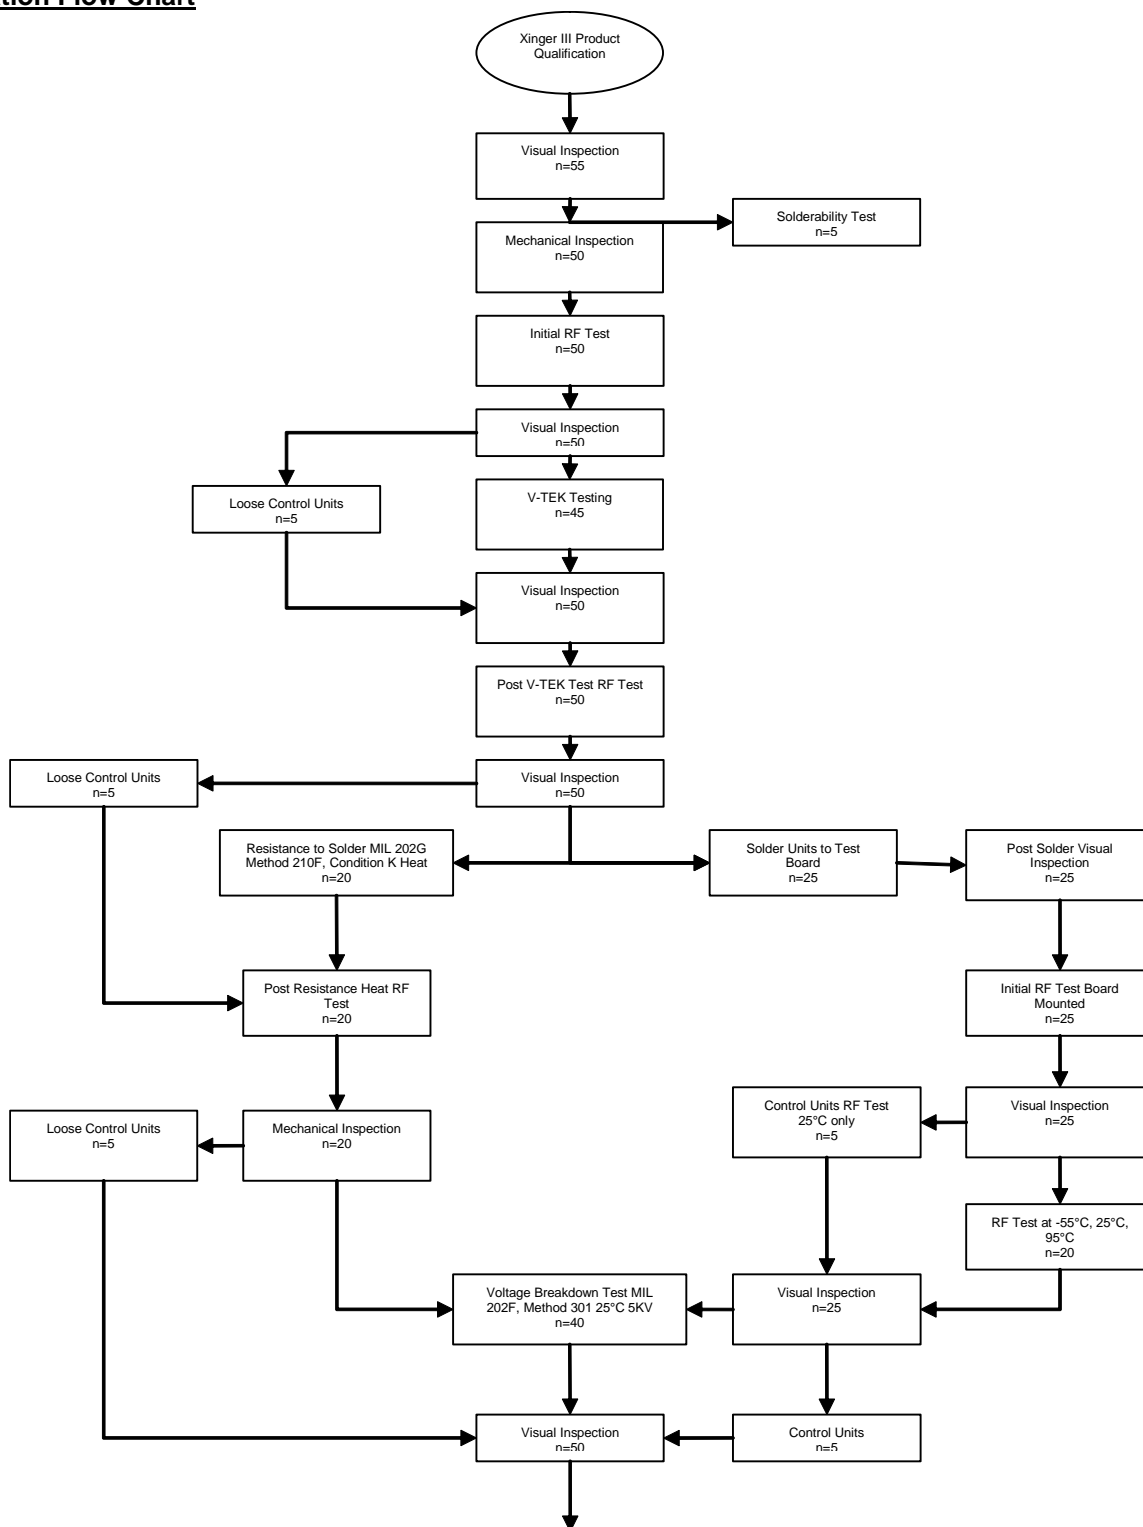 Flow Chart
Xinger III Product
Qualification
Visual Inspection
n=55
Solderability Test
n=5
Mechanical Inspection
n=50
Initial RF Test
n=50
Visual Inspection
n=50
Loose Control Units
n=5
V-TEK Testing
n=45
Visual Inspection
n=50
Post V-TEK Test RF Test
n=50
Loose Control Units
n=5
Visual Inspection
n=50
Resistance to Solder MIL 202G
Method 210F, Condition K Heat
n=20
Solder Units to Test
Board
n=25
Post Solder Visual
Inspection
n=25
Post Resistance Heat RF
Test
n=20
Initial RF Test Board
Mounted
n=25
Loose Control Units
n=5
Mechanical Inspection
n=20
Control Units RF Test
25°C only
n=5
Visual Inspection
n=25
RF Test at -55°C, 25°C,
95°C
n=20
Voltage Breakdown Test MIL
202F, Method 301 25°C 5KV
n=40
Visual Inspection
n=25
Visual Inspection
n=50
Control Units
n=5